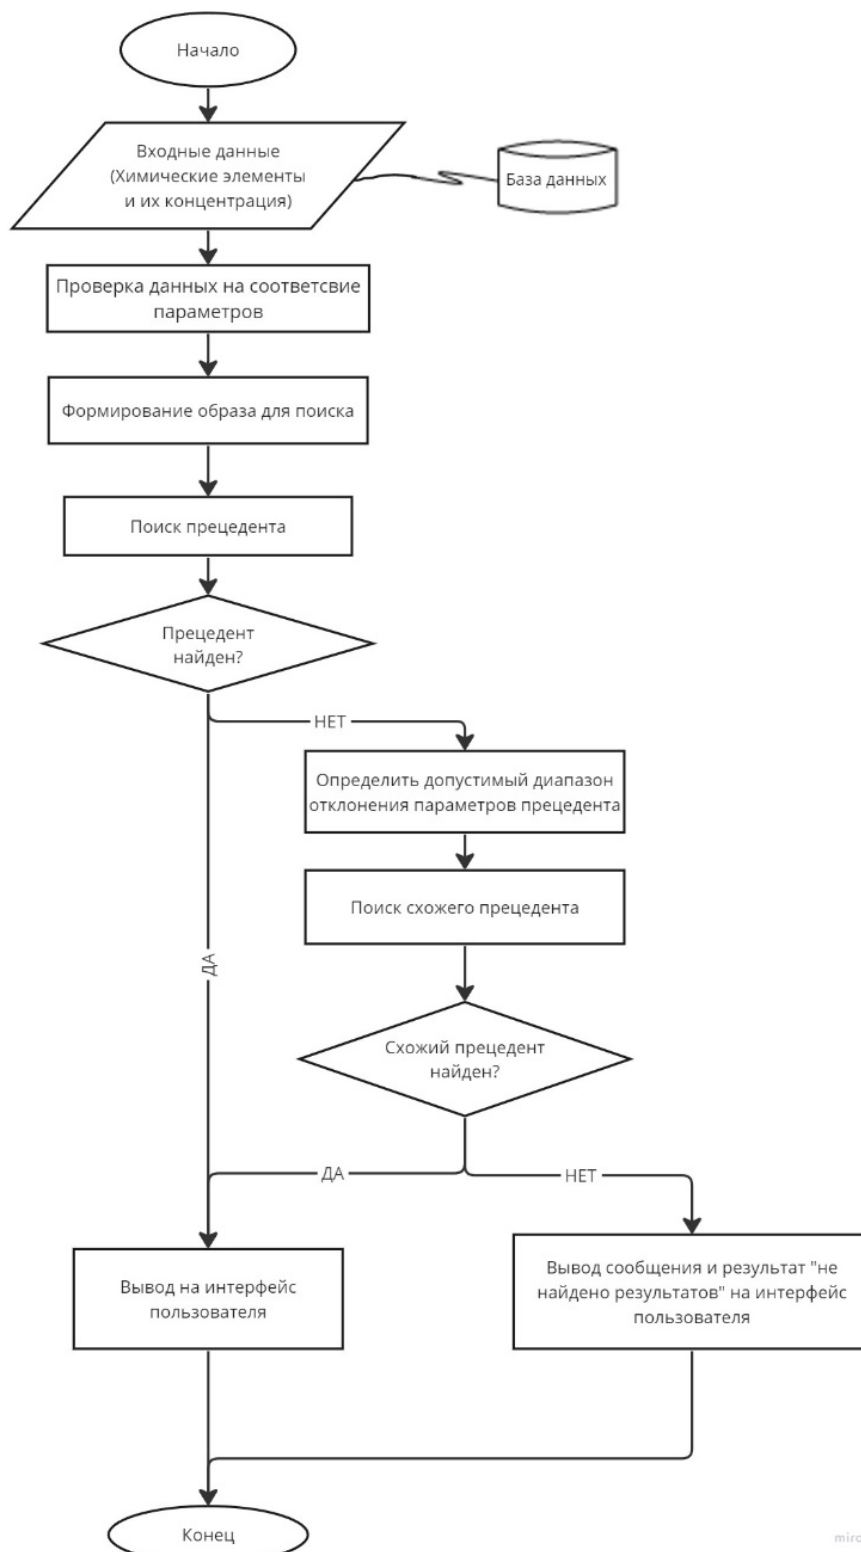 Начало
Входные данные
(Химические элементы
и их концентрация)
База данных
Проверка данных на соответсвие
параметров
Формирование образа для поиска
Поиск прецедента
Прецедент
найден?
НЕТ
Определить допустимый диапазон
отклонения параметров прецедента
Поиск схожего прецедента
ДА
Схожий прецедент
найден?
ДА
НЕТ
Вывод на интерфейс
пользователя
Вывод сообщения и результат "не
найдено результатов" на интерфейс
пользователя
Конец
miro